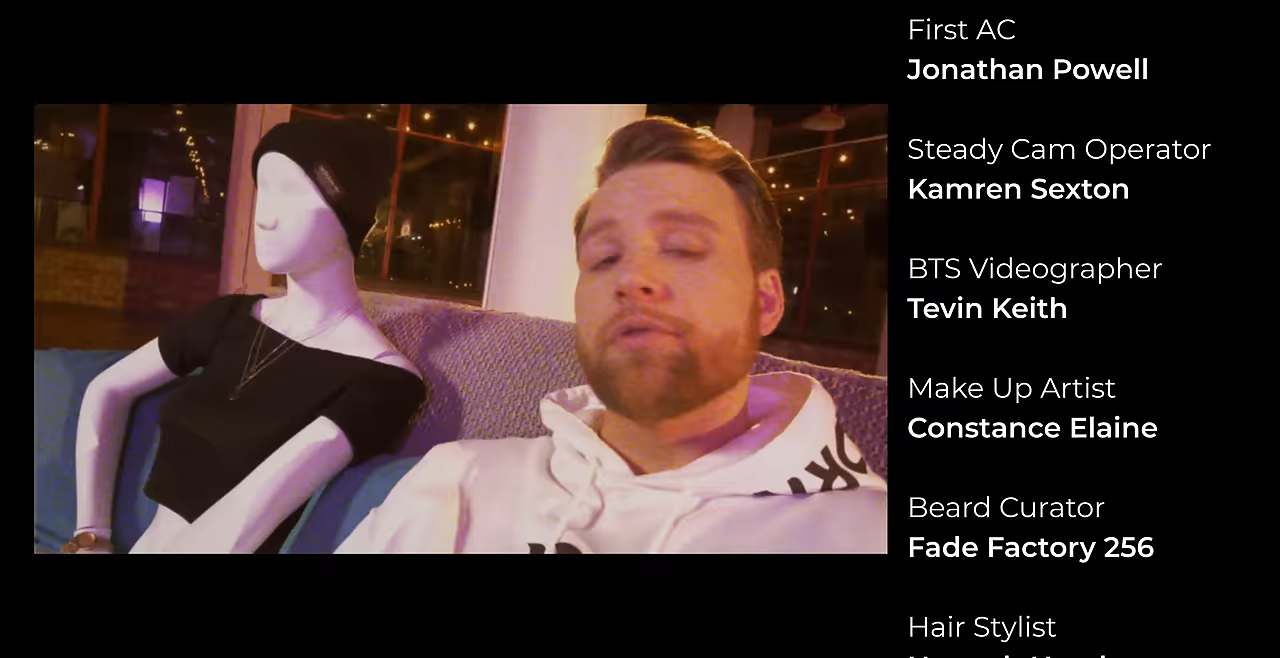 First AC
Jonathan Powell
Steady Cam Operator
Kamren Sexton
BTS Videographer
Tevin Keith
Make Up Artist
Constance Elaine
Beard Curator
Fade Factory 256
Hair Stylist